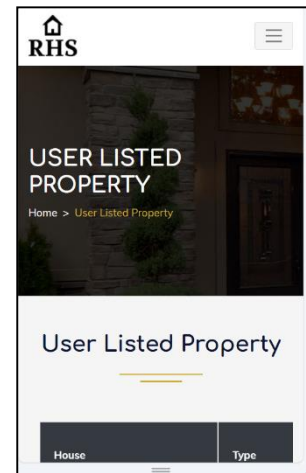 RHS
USER LISTED
PROPERTY
Home > User Listed Property
User Listed Property
House Type